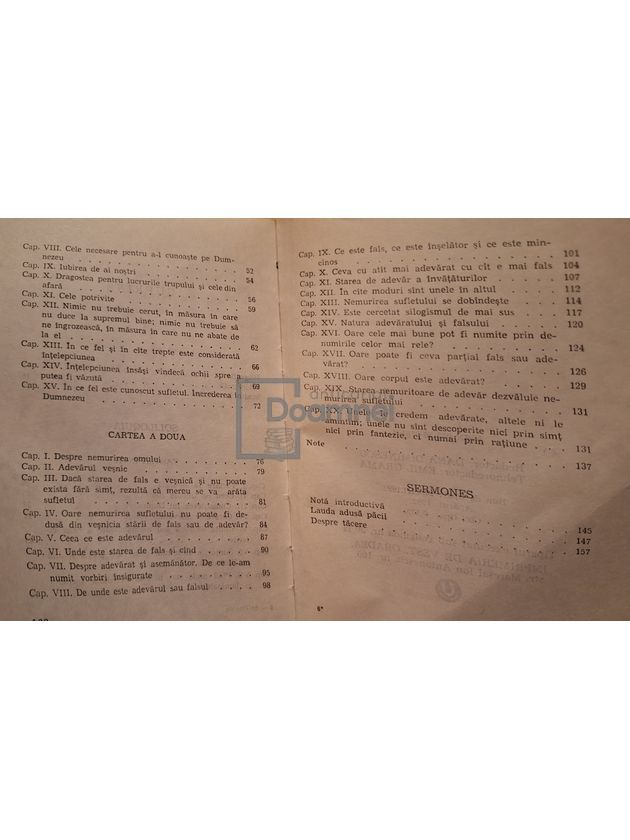 Cap. VIII. Cele necesare pentru a-l cunoaște pe Dum-
nezeu . . . . . . . . . . . . 52
Cap. IX. Iubirea de ai noștri . . . . . . . 54
Cap. X. Dragostea pentru lucrurile trupului și cele din
afară . . . . . . . . . . . . 56
Cap. XI. Cele potrivite . . . . . . . . . 59
Cap. XII. Nimic nu trebuie cerut, în măsura în care
nu duce la supremul bine; nimic nu trebuie să
ne îngrozească, în măsura în care nu ne abate de
la el . . . . . . . . . . . . 62
Cap. XIII. În ce fel și în cîte trepte este considerată
Înțelepciunea . . . . . . . . . . 66
Cap. XIV. Înțelepciunea însăși vindecă ochii spre a
putea fi văzută . . . . . . . . . 69
Cap. XV. În ce fel este cunoscut sufletul. Încrederea în
Dumnezeu . . . . . . . . . . . 72
CARTEA A DOUA
Cap. I. Despre nemurirea omului . . . . . . 76
Cap. II. Adevărul veșnic . . . . . . . . 79
Cap. III. Dacă starea de fals e veșnică și nu poate
exista fără simț, rezultă că mereu se va arăta
sufletul . . . . . . . . . . . 81
Cap. IV. Oare nemurirea sufletului nu poate fi de-
dusă din veșnicia stării de fals sau de adevăr? 84
Cap. V. Ceea ce este adevărul . . . . . . 87
Cap. VI. Unde este starea de fals și cînd . . . 90
Cap. VII. Despre adevărat și asemănător. De ce le-am
numit vorbiri însigurate . . . . . . . 95
Cap. VIII. De unde este adevărul sau falsul . . . . 98
Cap. IX. Ce este fals, ce este înșelător și ce este min-
cinos . . . . . . . . . . . . 101
Cap. X. Ceva cu atît mai adevărat cu cît e mai fals 104
Cap. XI. Starea de adevăr a învățăturilor . . . . 107
Cap. XII. În cîte moduri sînt unele în altul . . . 112
Cap. XIII. Nemurirea sufletului se dobîndește . . . 114
Cap. XIV. Este cercetat silogismul de mai sus . . 117
Cap. XV. Natura adevăratului și falsului . . . . 120
Cap. XVI. Oare cele mai bune pot fi numite prin de-
numirile celor mai rele? . . . . . . . 124
Cap. XVII. Oare poate fi ceva parțial fals sau ade-
vărat? . . . . . . . . . . . . 126
Cap. XVIII. Oare corpul este adevărat? . . . . 129
Cap. XIX. Starea nemuritoare de adevăr dezvăluie ne-
murirea sufletului . . . . . . . . . 131
Cap. XX. Unele le credem adevărate, altele ni le
amintim; unele nu sînt descoperite nici prin simț
nici prin fantezie, ci numai prin rațiune . . . 131
Note . . . . . . . . . . . . 137
SERMONES
Notă introductivă . . . . . . . . . 145
Lauda adusă păcii . . . . . . . . . 147
Despre tăcere . . . . . . . . . . 157
6*
Doamnei